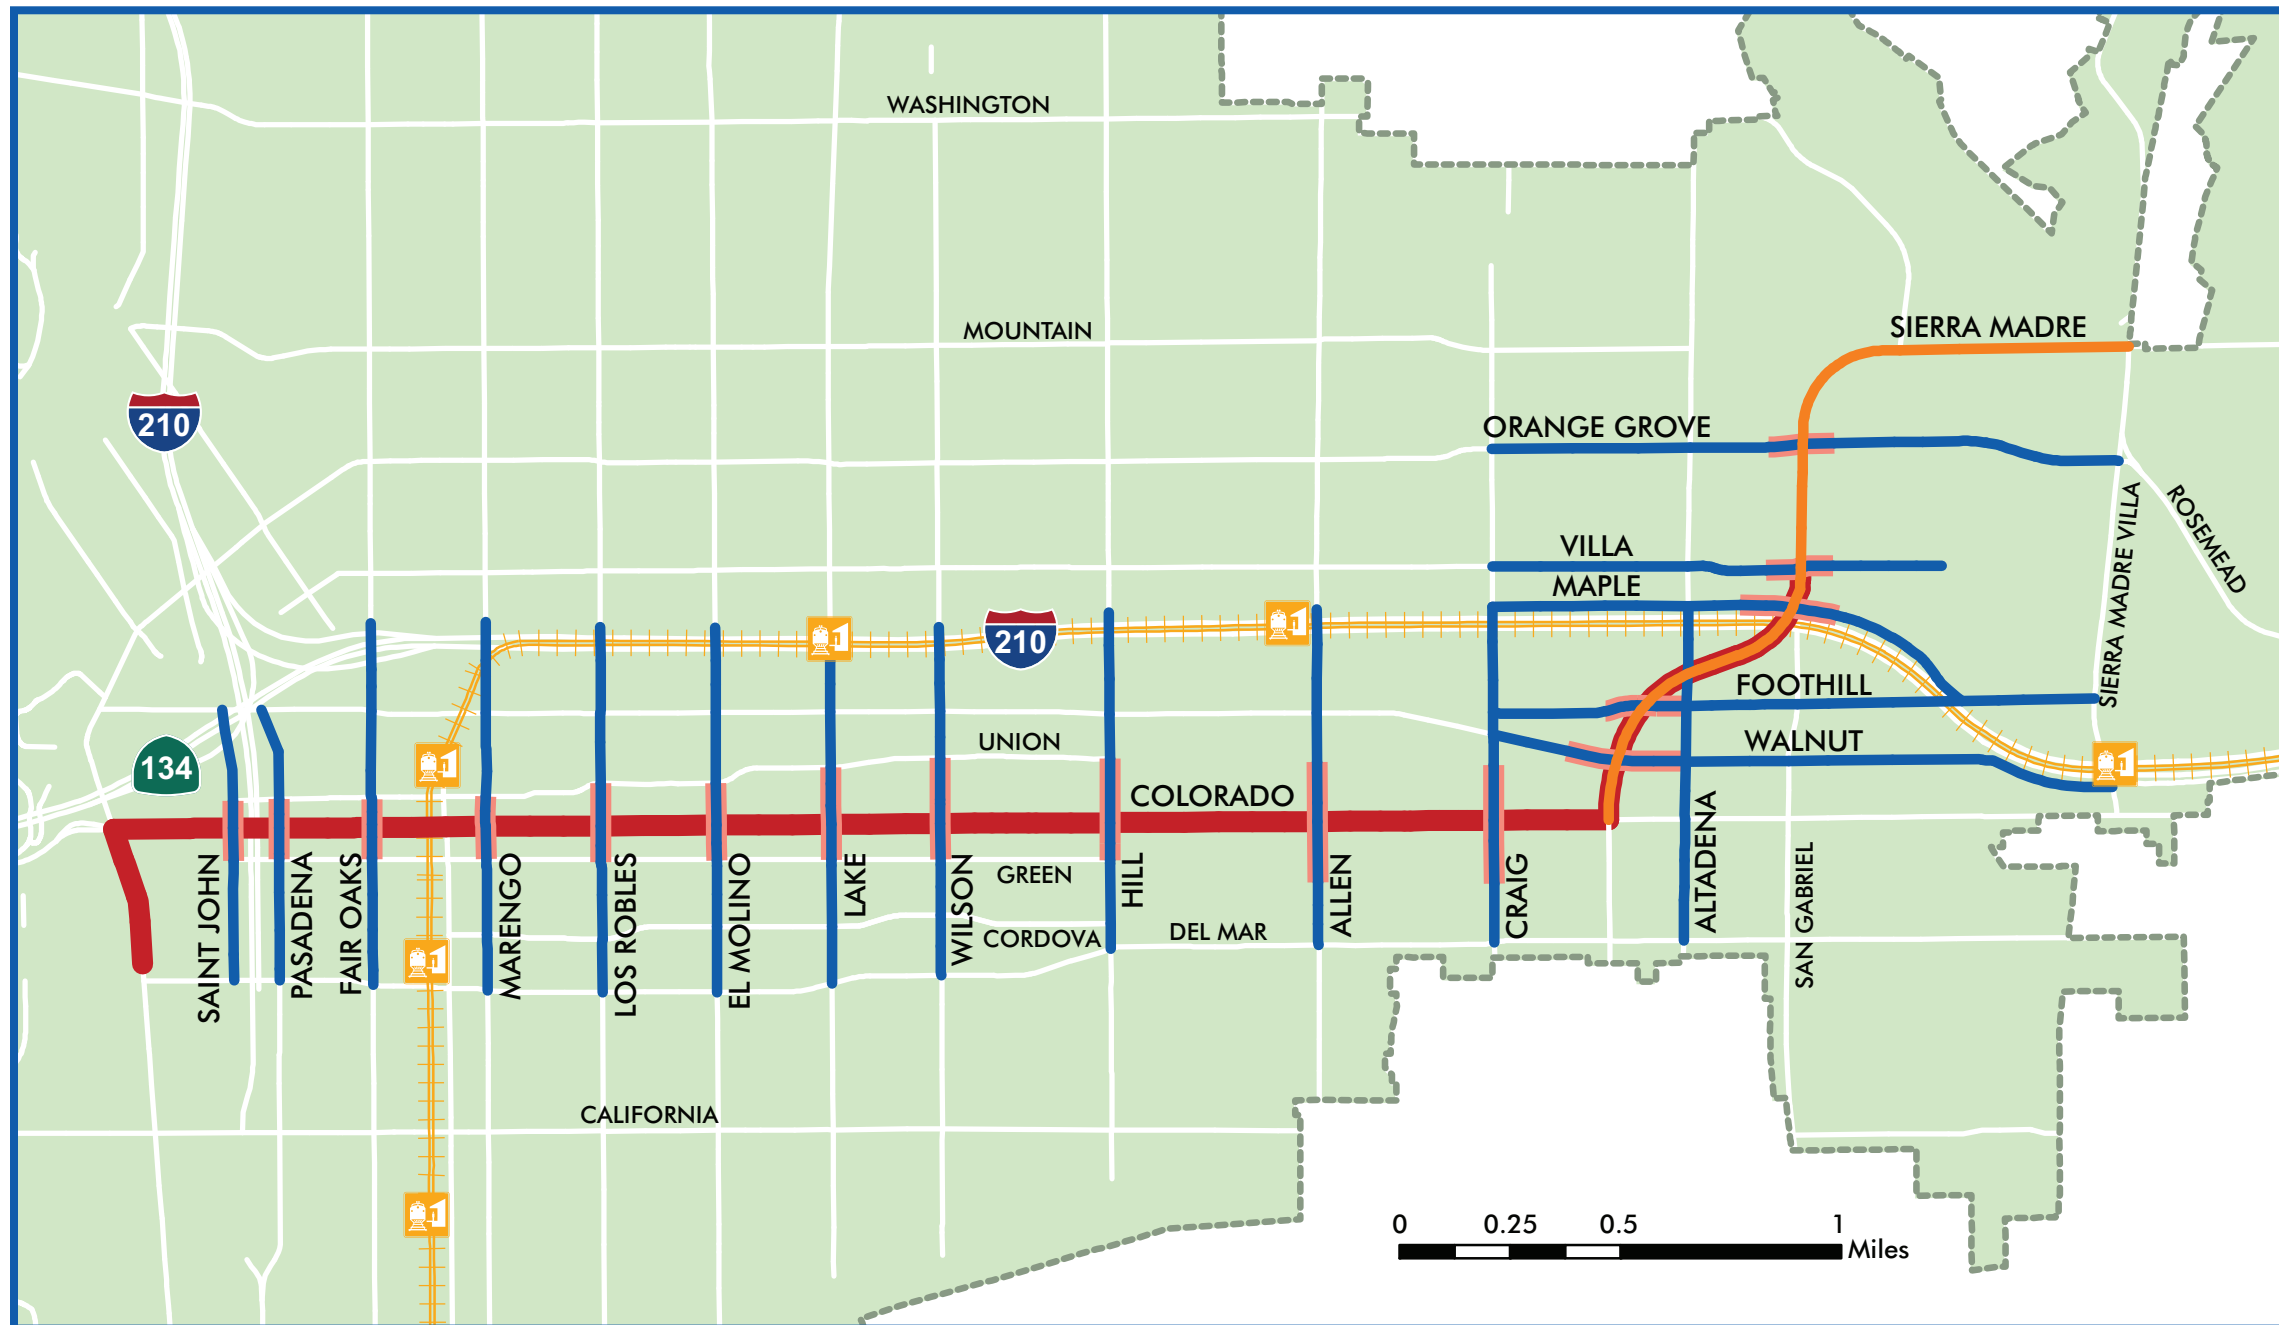 WASHINGTON
MOUNTAIN
SIERRA MADRE
210
ORANGE GROVE
SIERRA MADRE VILLA
ROSEMEAD
VILLA
MAPLE
210
FOOTHILL
UNION
WALNUT
134
COLORADO
SAINT JOHN
PASADENA
FAIR OAKS
MARENGO
LOS ROBLES
EL MOLINO
LAKE
WILSON
GREEN
HILL
ALLEN
CRAIG
ALTADENA
SAN GABRIEL
CORDOVA
DEL MAR
CALIFORNIA
0 0.25 0.5 1
Miles